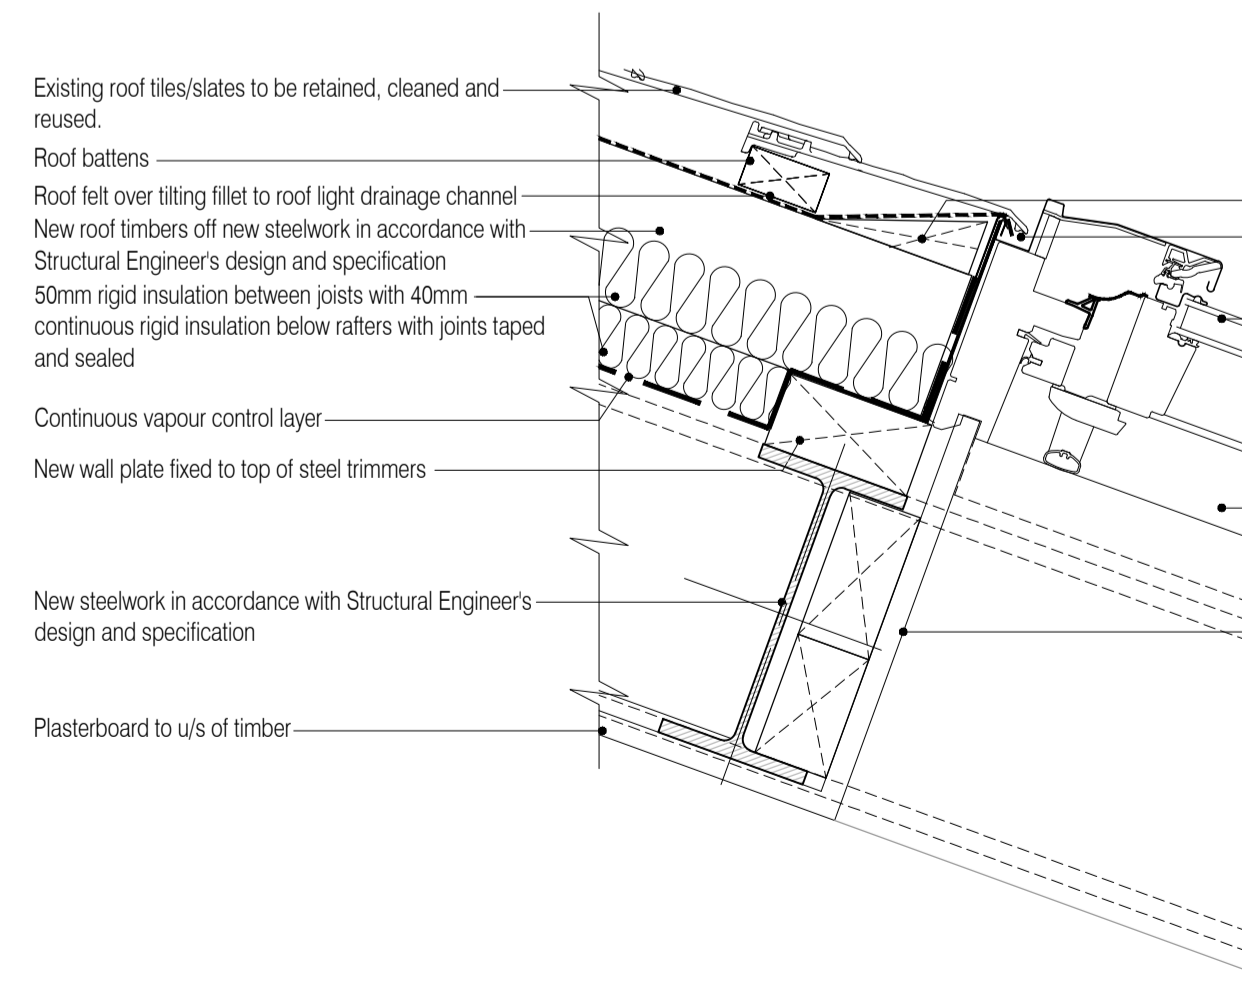 Existing roof tiles/slates to be retained, cleaned and
reused.
Roof battens
Roof felt over tilting fillet to roof light drainage channel
New roof timbers off new steelwork in accordance with
Structural Engineer's design and specification
50mm rigid insulation between joists with 40mm
continuous rigid insulation below rafters with joints taped
and sealed
Continuous vapour control layer
New wall plate fixed to top of steel trimmers
New steelwork in accordance with Structural Engineer's
design and specification
Plasterboard to u/s of timber